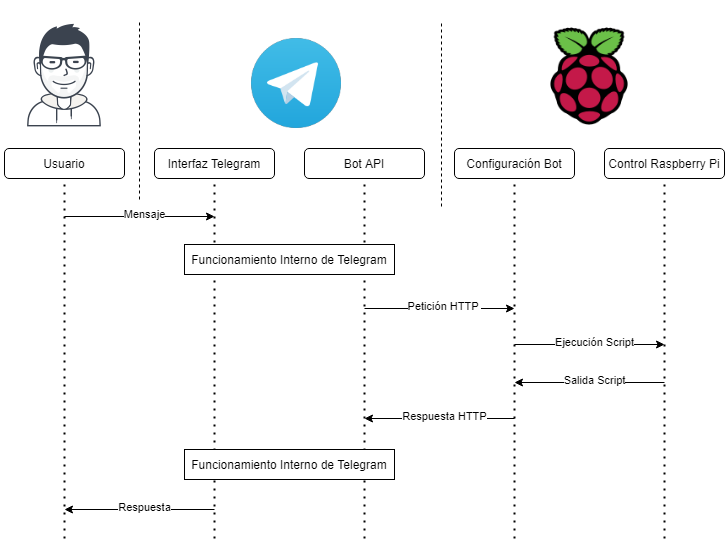 Usuario
Interfaz Telegram
Bot API
Configuración Bot
Control Raspberry Pi
Mensaje
Funcionamiento Interno de Telegram
Petición HTTP
Ejecución Script
Salida Script
Respuesta HTTP
Funcionamiento Interno de Telegram
Respuesta